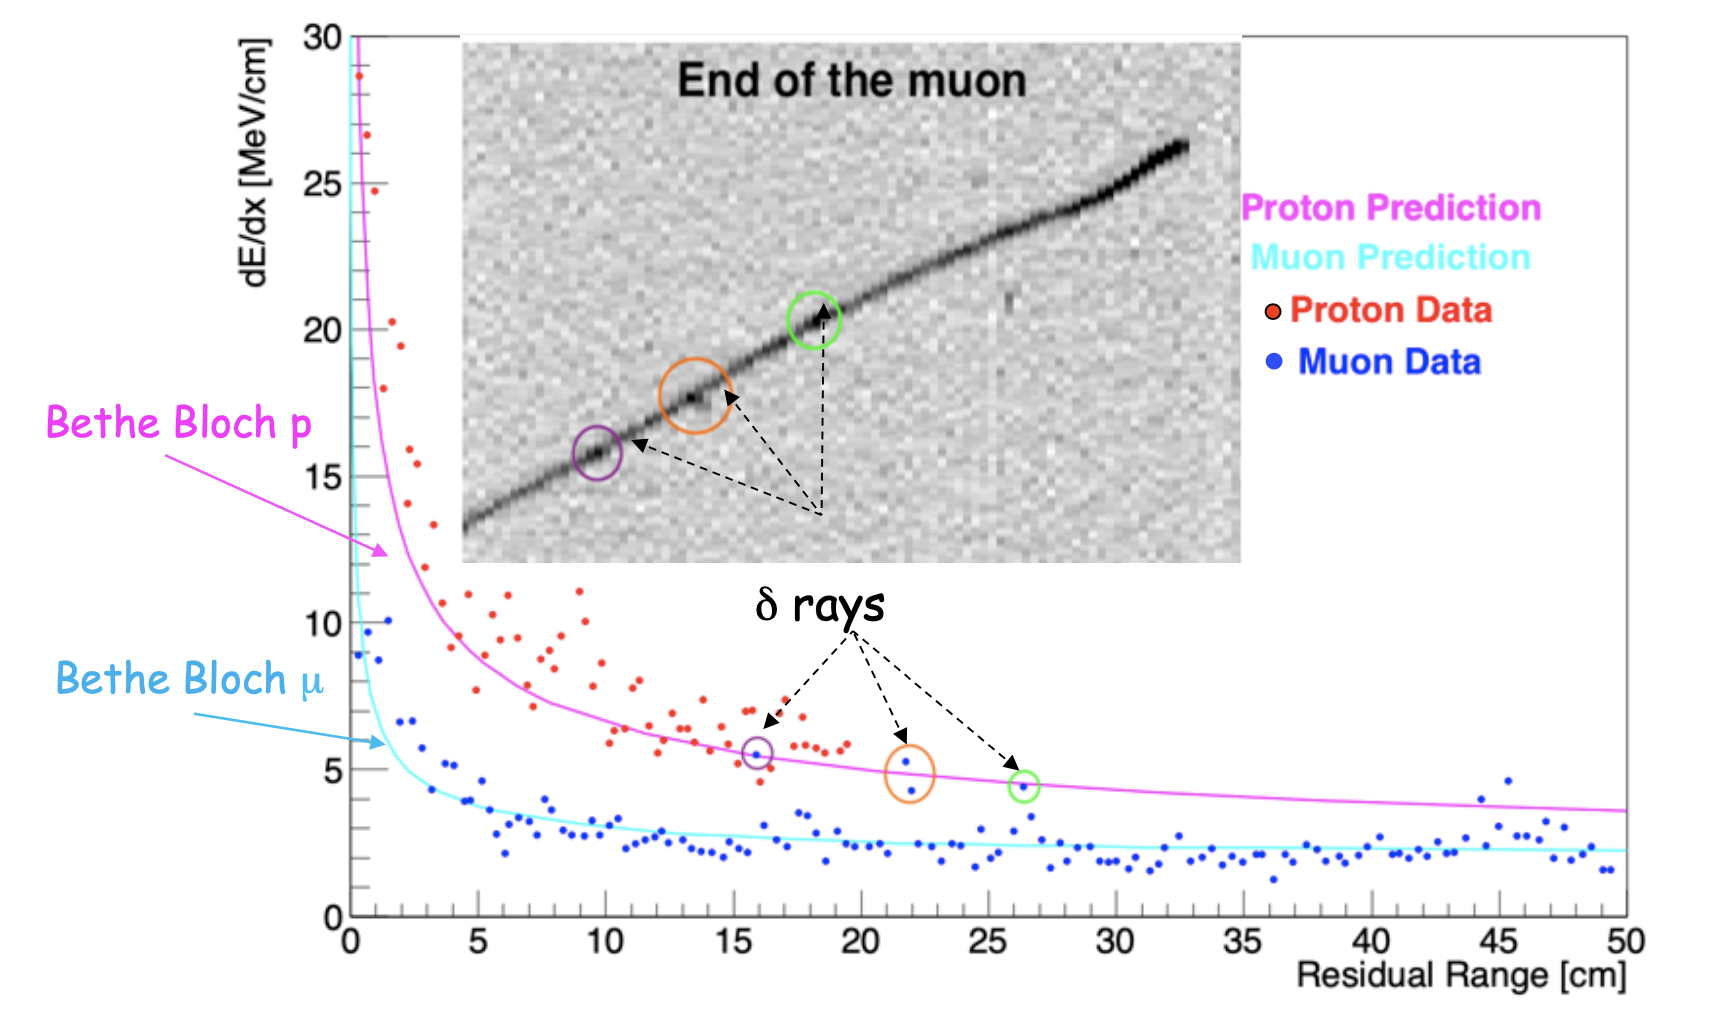 dE/dx [MeV/cm]
30
25
20
15
10
5
0
End of the muon
Proton Prediction
Muon Prediction
Proton Data
Muon Data
Bethe Bloch p
Bethe Bloch μ
δ rays
0 5 10 15 20 25 30 35 40 45 50
Residual Range [cm]